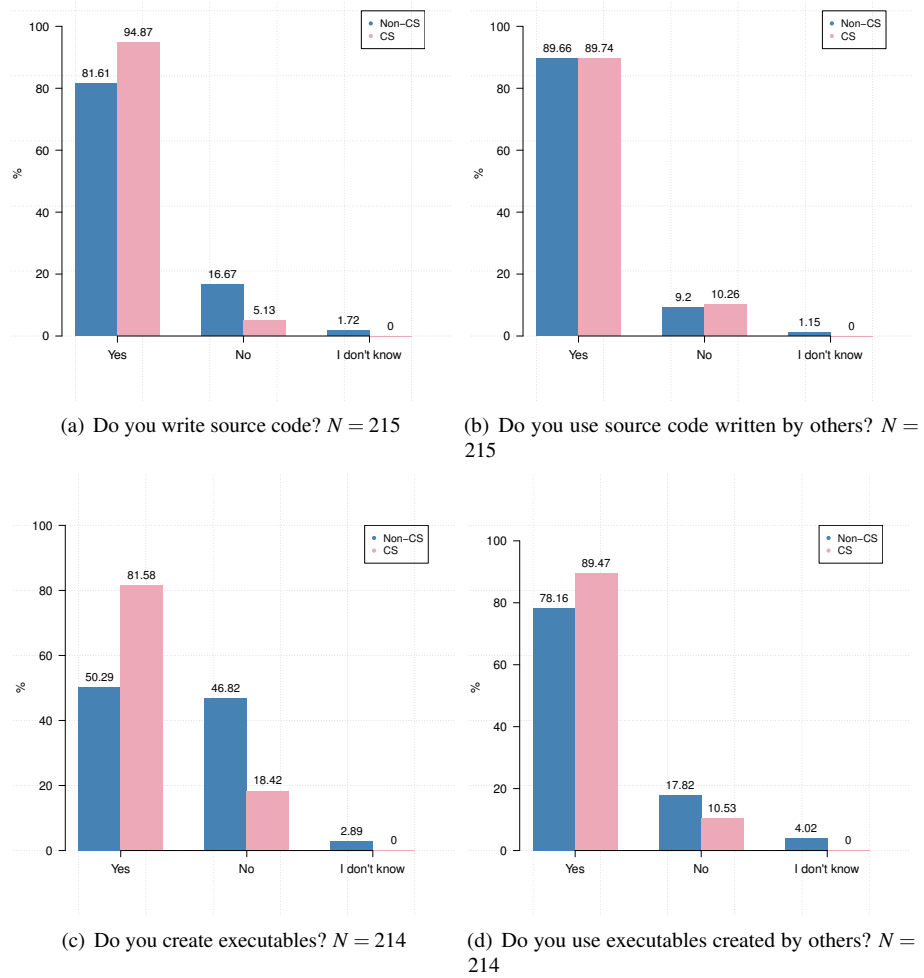 Non−CS
CS
100
80
60
40
20
0
%
81.61
94.87
16.67
5.13
1.72
0
Yes
No
I don't know
(a) Do you write source code? N = 215
Non−CS
CS
100
80
60
40
20
0
%
89.66
89.74
9.2
10.26
1.15
0
Yes
No
I don't know
(b) Do you use source code written by others? N =
215
Non−CS
CS
100
80
60
40
20
0
%
50.29
81.58
46.82
18.42
2.89
0
Yes
No
I don't know
(c) Do you create executables? N = 214
Non−CS
CS
100
80
60
40
20
0
%
78.16
89.47
17.82
10.53
4.02
0
Yes
No
I don't know
(d) Do you use executables created by others? N =
214